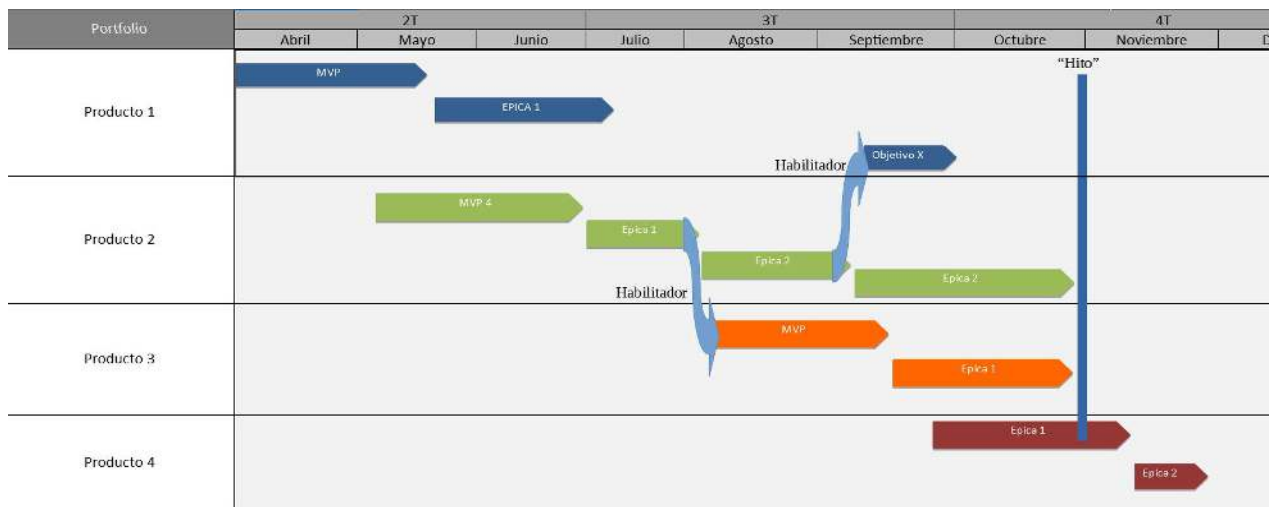 Portfolio
2T 3T 4T
Abril Mayo Junio Julio Agosto Septiembre Octubre Noviembre D
"Hito"
MVP
Producto 1
EPICA 1
Objetivo X
Habilitador
MVP 4
Producto 2
Epica 1
Epica 2
Epica 2
Habilitador
MVP
Producto 3
Epica 1
Epica 1
Producto 4
Epica 2